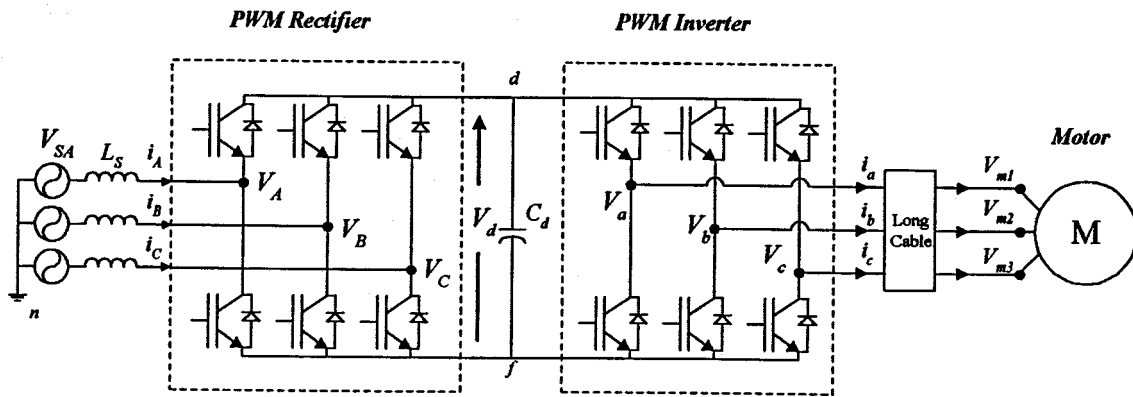 PWM Rectifier
PWM Inverter
d
V_SA
L_S
i_A
V_A
i_B
V_B
i_C
V_C
n
V_d
C_d
f
V_a
V_b
V_c
i_a
i_b
i_c
Long
Cable
Motor
V_m1
V_m2
V_m3
M